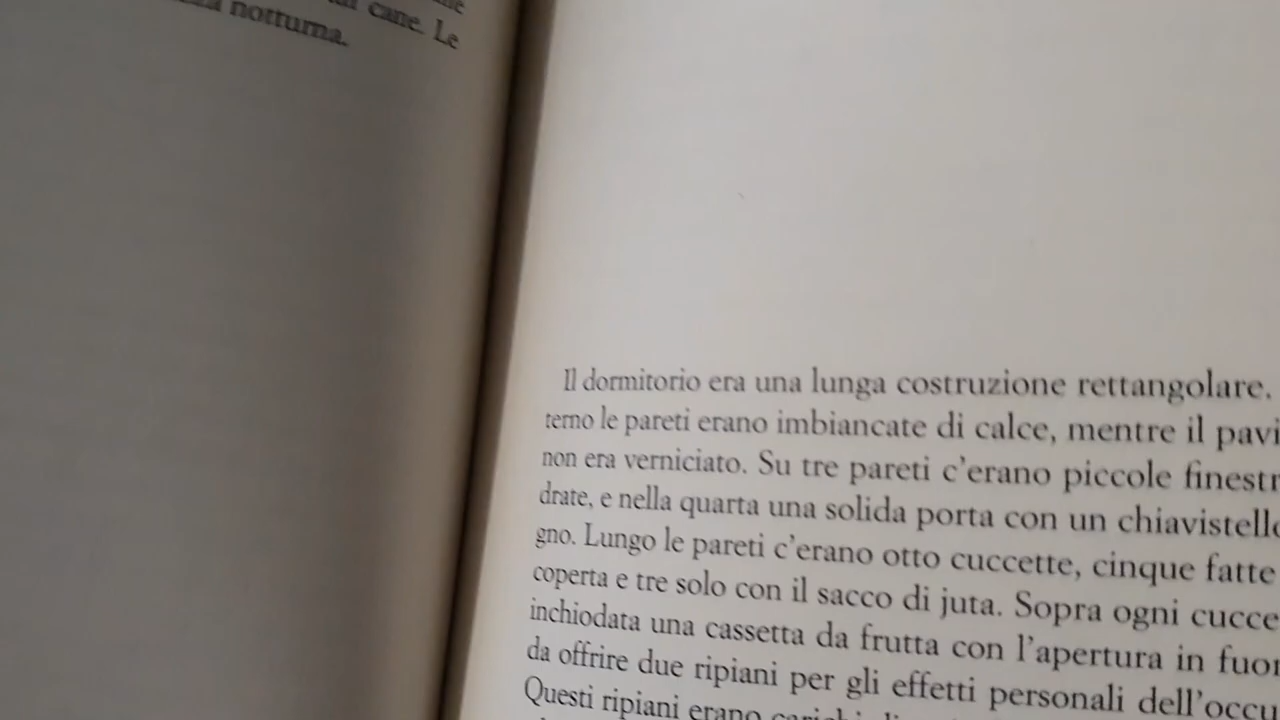 cane. Le
notturna.
Il dormitorio era una lunga costruzione rettangolare.
terno le pareti erano imbiancate di calce, mentre il pavi
non era verniciato. Su tre pareti c'erano piccole finestr
drate, e nella quarta una solida porta con un chiavistello
gno. Lungo le pareti c'erano otto cuccette, cinque fatte
coperta e tre solo con il sacco di juta. Sopra ogni cucce
inchiodata una cassetta da frutta con l'apertura in fuor
da offrire due ripiani per gli effetti personali dell'occu
Questi ripiani erano carichi di